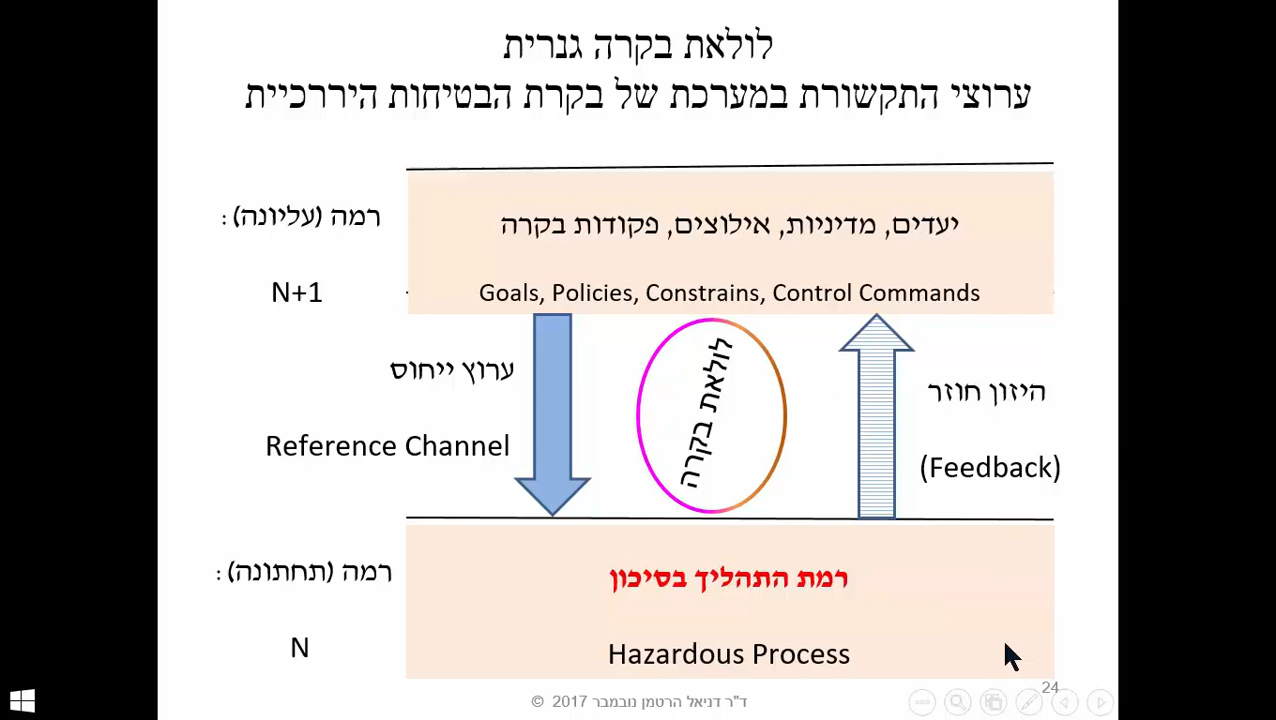 לולאת בקרה גנרית
ערוצי התקשורת במערכת של בקרת הבטיחות היררכיית
רמה (עליונה):
N+1
יעדים, מדיניות, אילוצים, פקודות בקרה
Goals, Policies, Constrains, Control Commands
ערוץ ייחוס
Reference Channel
לולאת בקרה
היזון חוזר
(Feedback)
רמה (תחתונה):
N
רמת התהליך בסיכון
Hazardous Process
24
ד"ר דניאל הרטמן נובמבר 2017 ©